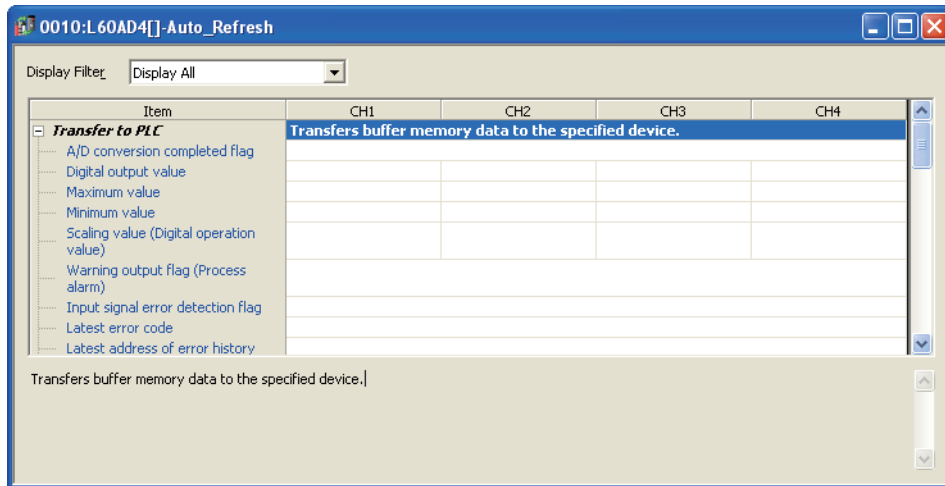 0010:L60AD4[]-Auto_Refresh
Display Filter Display All
Item CH1 CH2 CH3 CH4
Transfer to PLC Transfers buffer memory data to the specified device.
A/D conversion completed flag
Digital output value
Maximum value
Minimum value
Scaling value (Digital operation
value)
Warning output flag (Process
alarm)
Input signal error detection flag
Latest error code
Latest address of error history
Transfers buffer memory data to the specified device.